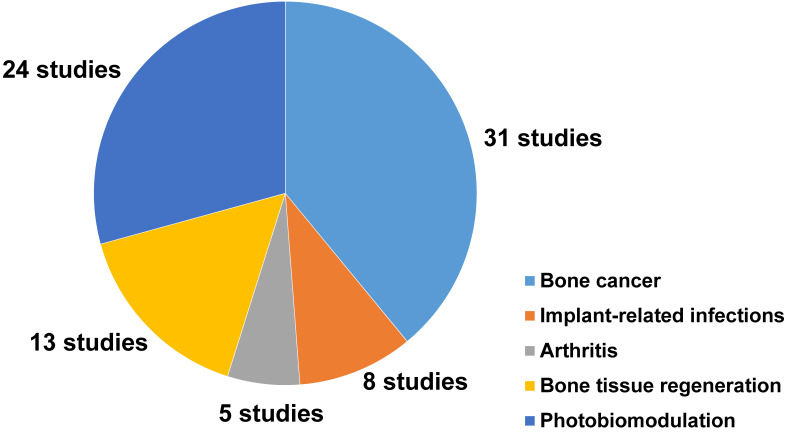 24 studies
31 studies
13 studies
8 studies
5 studies
Bone cancer
Implant-related infections
Arthritis
Bone tissue regeneration
Photobiomodulation